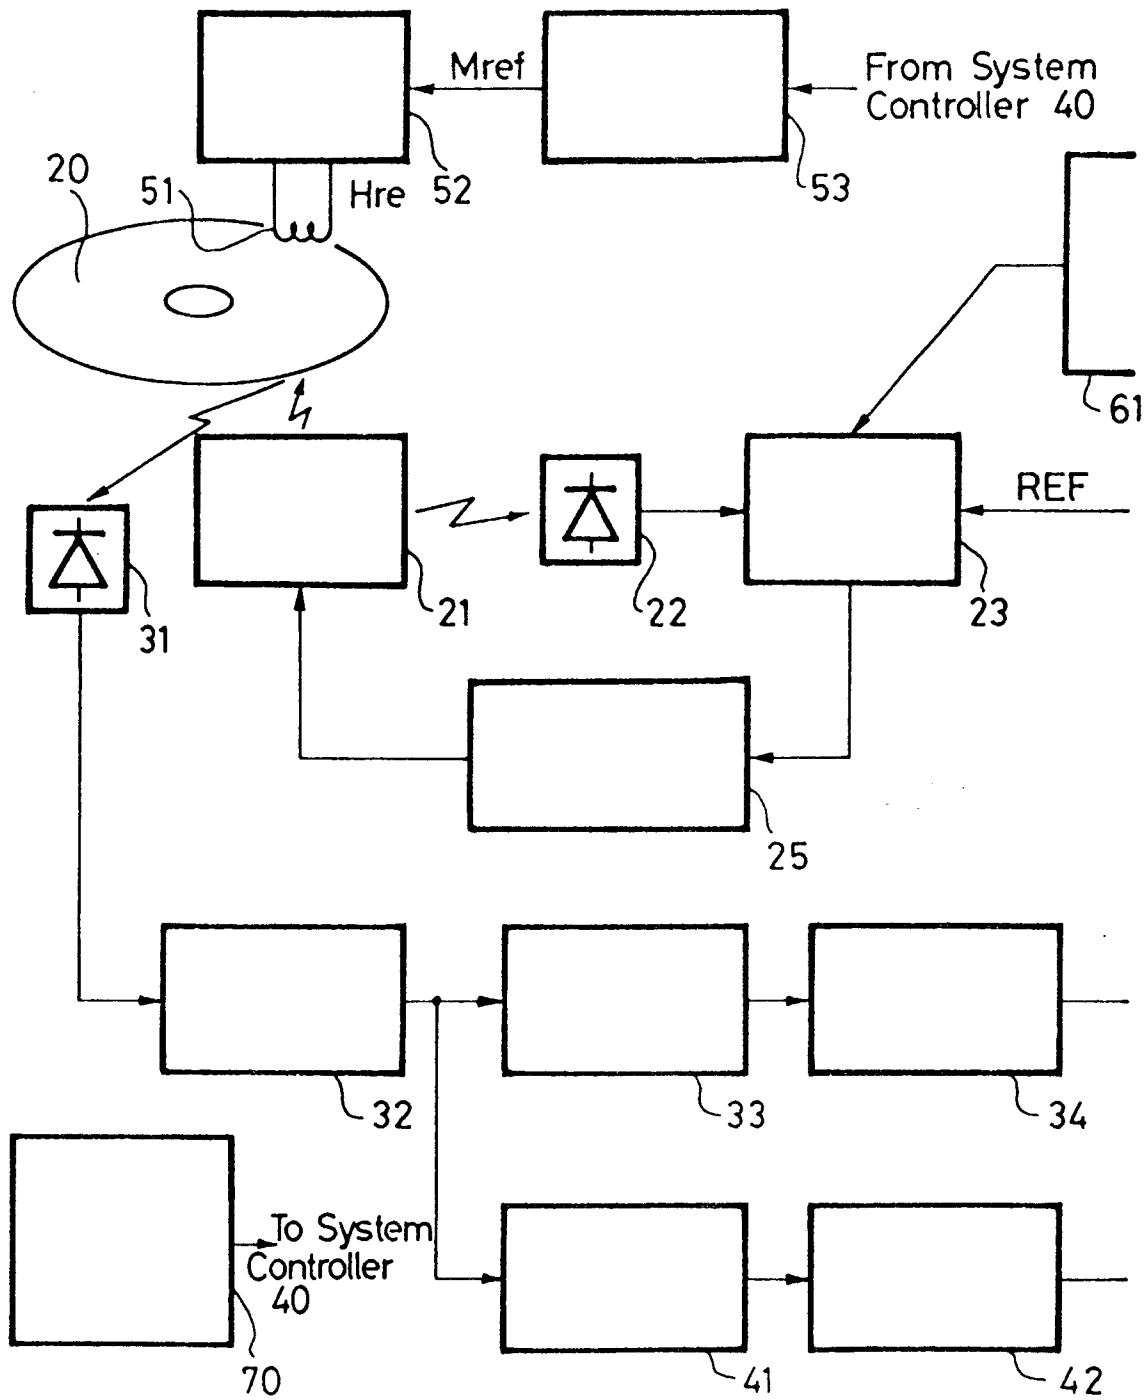 Mref
From System
Controller 40
20
51
Hre
52
53
61
REF
31
21
22
23
25
32
33
34
To System
Controller
40
70
41
42